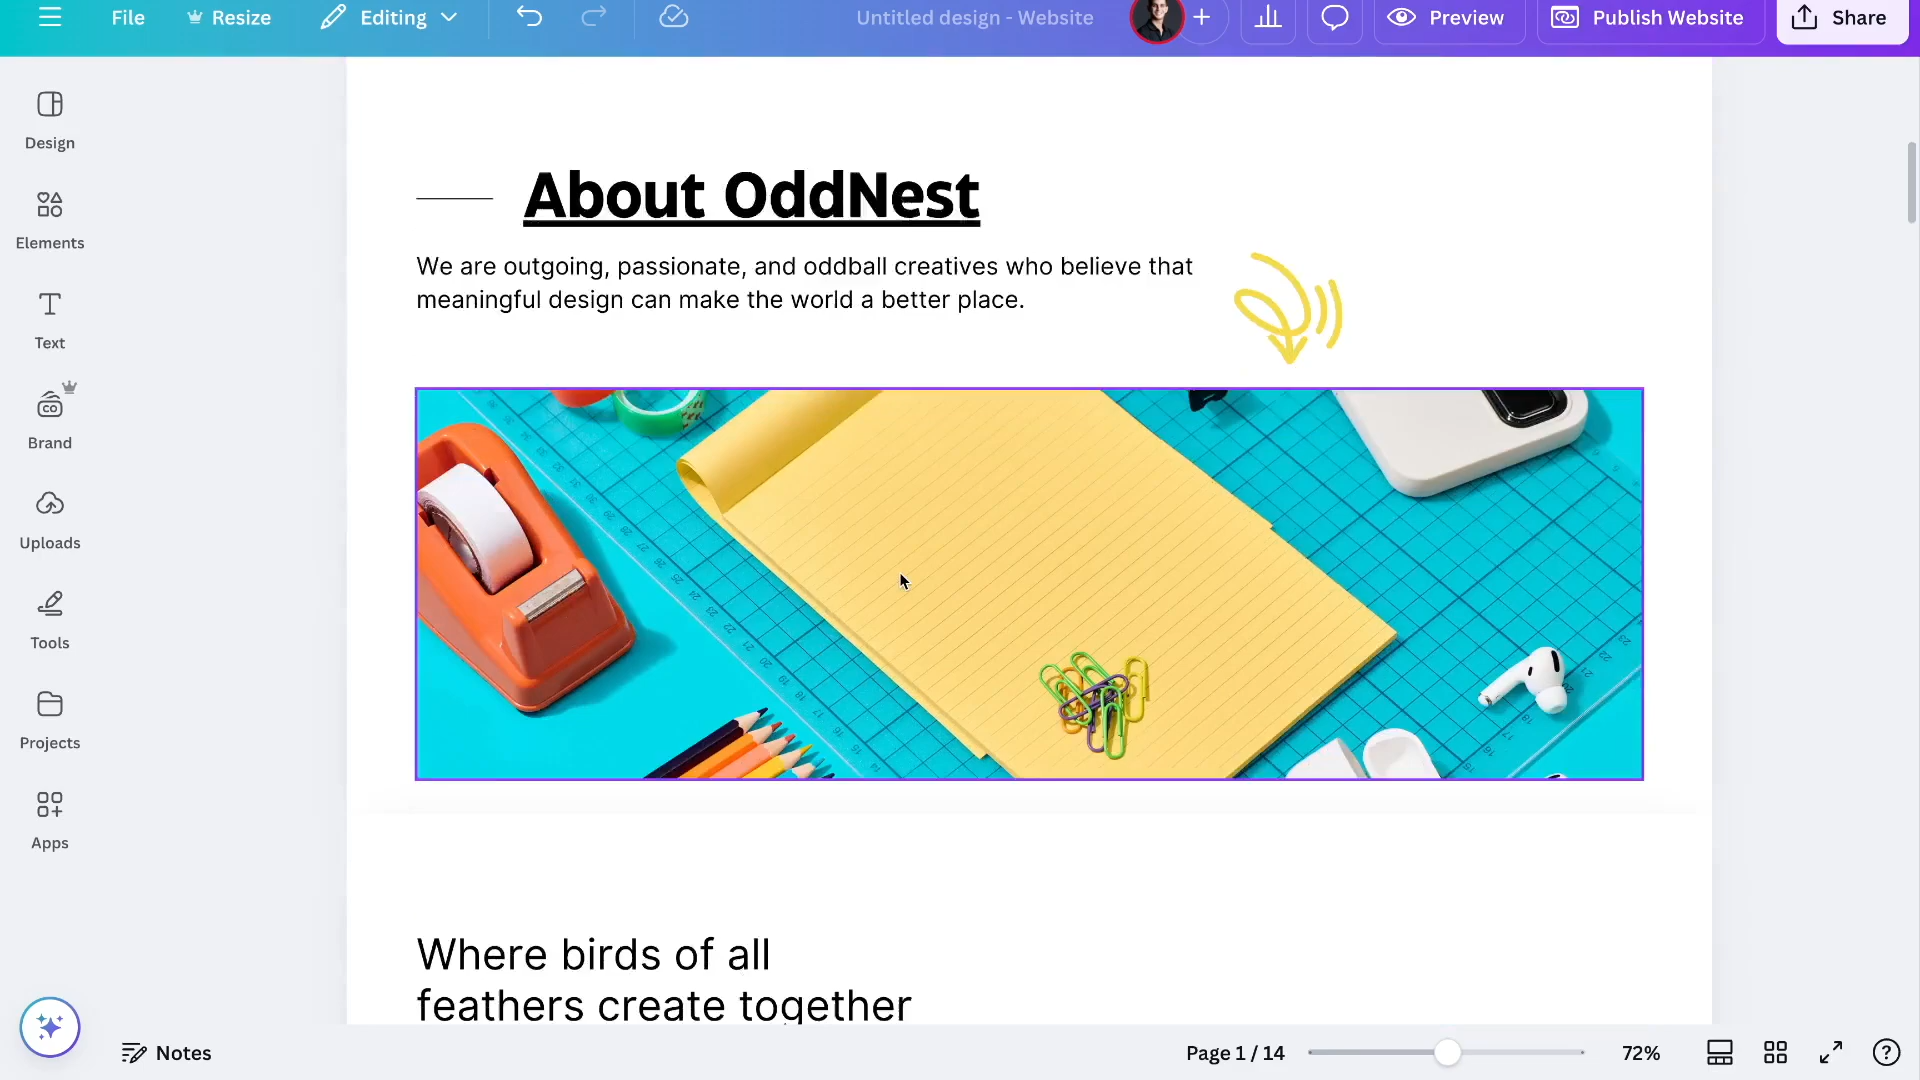 File
Resize
Editing
Untitled design - Website
Preview
Publish Website
Share
Design
Elements
Text
Brand
Uploads
Tools
Projects
Apps
About OddNest
We are outgoing, passionate, and oddball creatives who believe that
meaningful design can make the world a better place.
Where birds of all
feathers create together
Notes
Page 1 / 14
72%